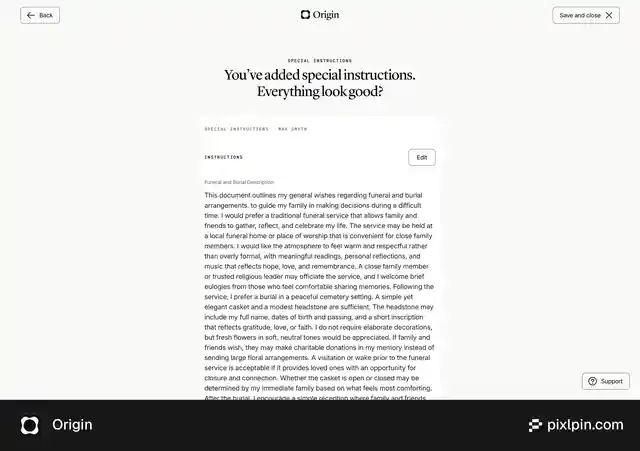 Back
Origin
Save and close
SPECIAL INSTRUCTIONS
You've added special instructions.
Everything look good?
SPECIAL INSTRUCTIONS MAX SMYTH
INSTRUCTIONS
Edit
Funeral and Burial Description
This document outlines my general wishes regarding funeral and burial
arrangements. to guide my family in making decisions during a difficult
time. I would prefer a traditional funeral service that allows family and
friends to gather, reflect, and celebrate my life. The service may be held at
a local funeral home or place of worship that is convenient for close family
members. I would like the atmosphere to feel warm and respectful rather
than overly formal, with meaningful readings, personal reflections, and
music that reflects hope, love, and remembrance. A close family member
or trusted religious leader may officiate the service, and I welcome brief
eulogies from those who feel comfortable sharing memories. Following the
service, I prefer a burial in a peaceful cemetery setting. A simple yet
elegant casket and a modest headstone are sufficient. The headstone may
include my full name, dates of birth and passing, and a short inscription
that reflects gratitude, love, or faith. I do not require elaborate decorations,
but fresh flowers in soft, neutral tones would be appreciated. If family and
friends wish, they may make charitable donations in my memory instead of
sending large floral arrangements. A visitation or wake prior to the funeral
service is acceptable if it provides loved ones with an opportunity for
closure and connection. Whether the casket is open or closed may be
determined by my immediate family based on what feels most comforting.
After the burial, I encourage a simple reception where family and friends
Support
Origin
pixlpin.com